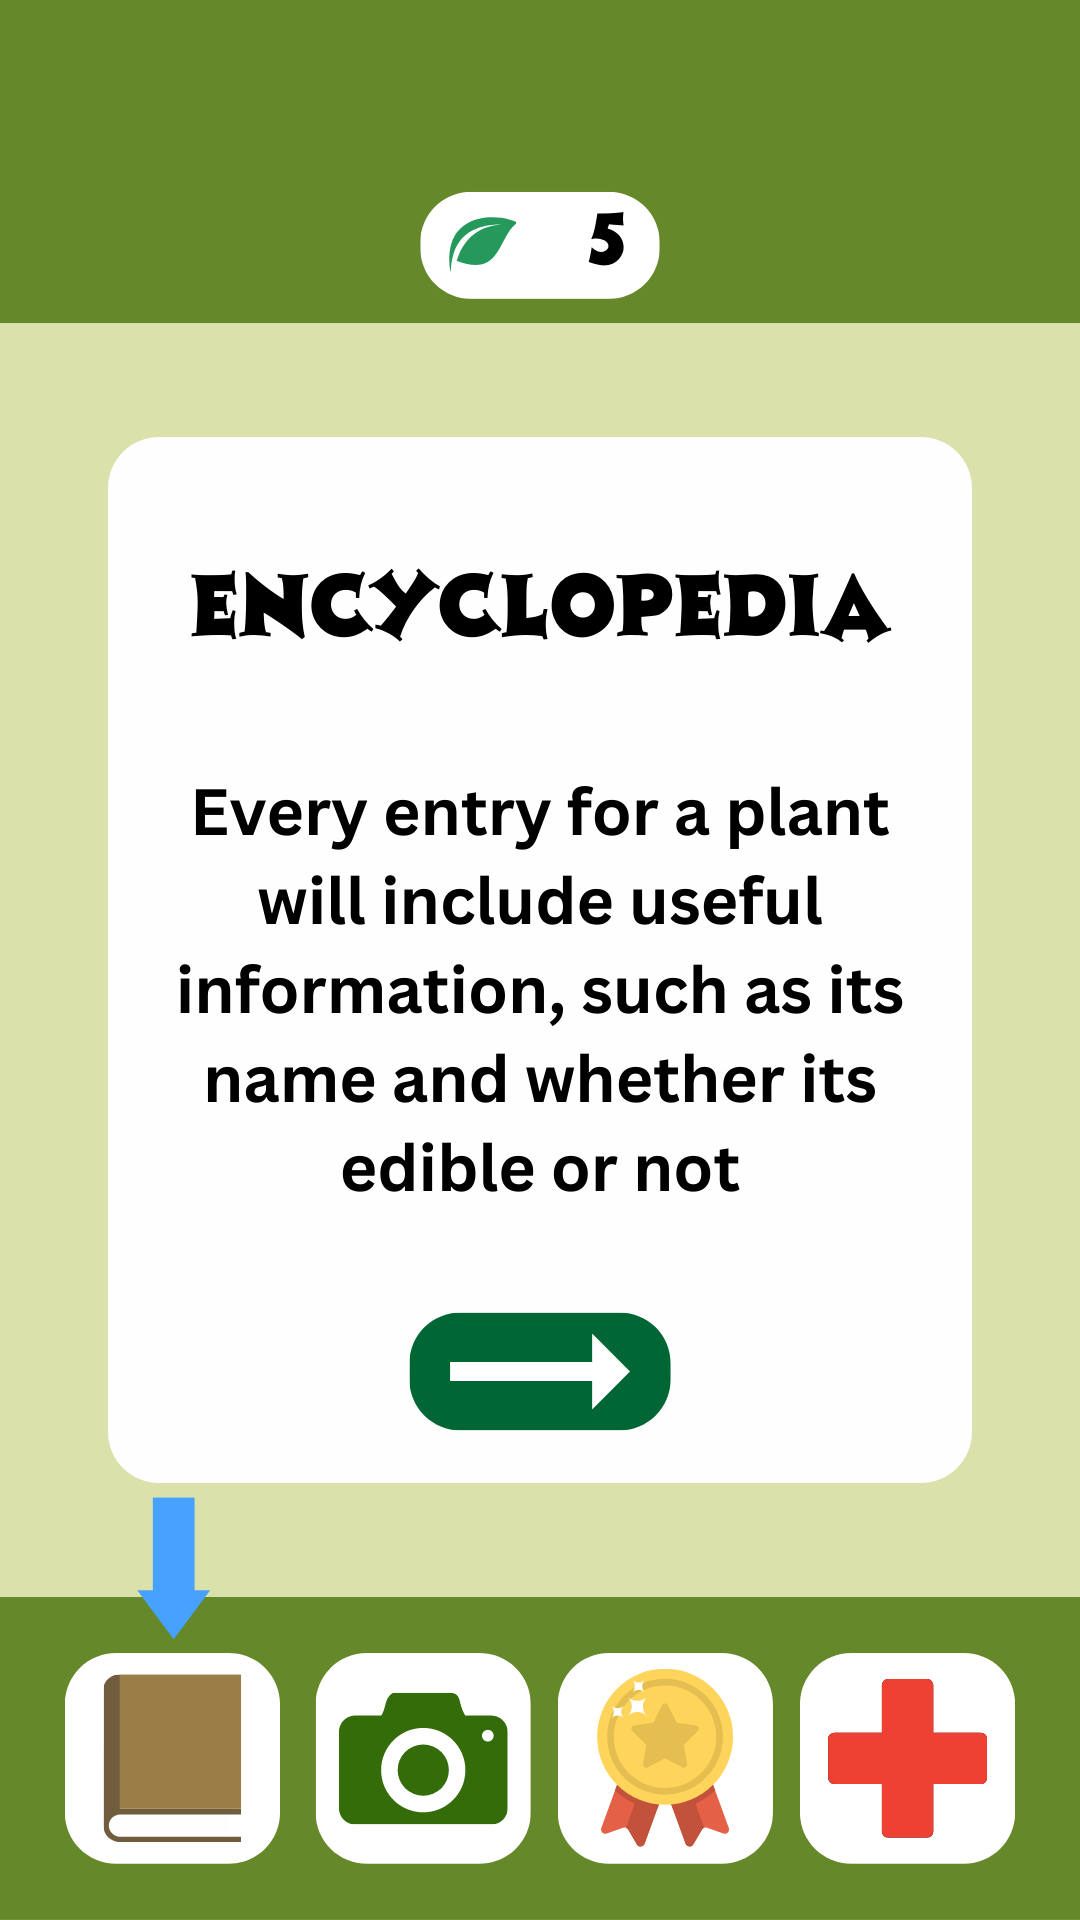 5
ENCYCLOPEDIA
Every entry for a plant
will include useful
information, such as its
name and whether its
edible or not